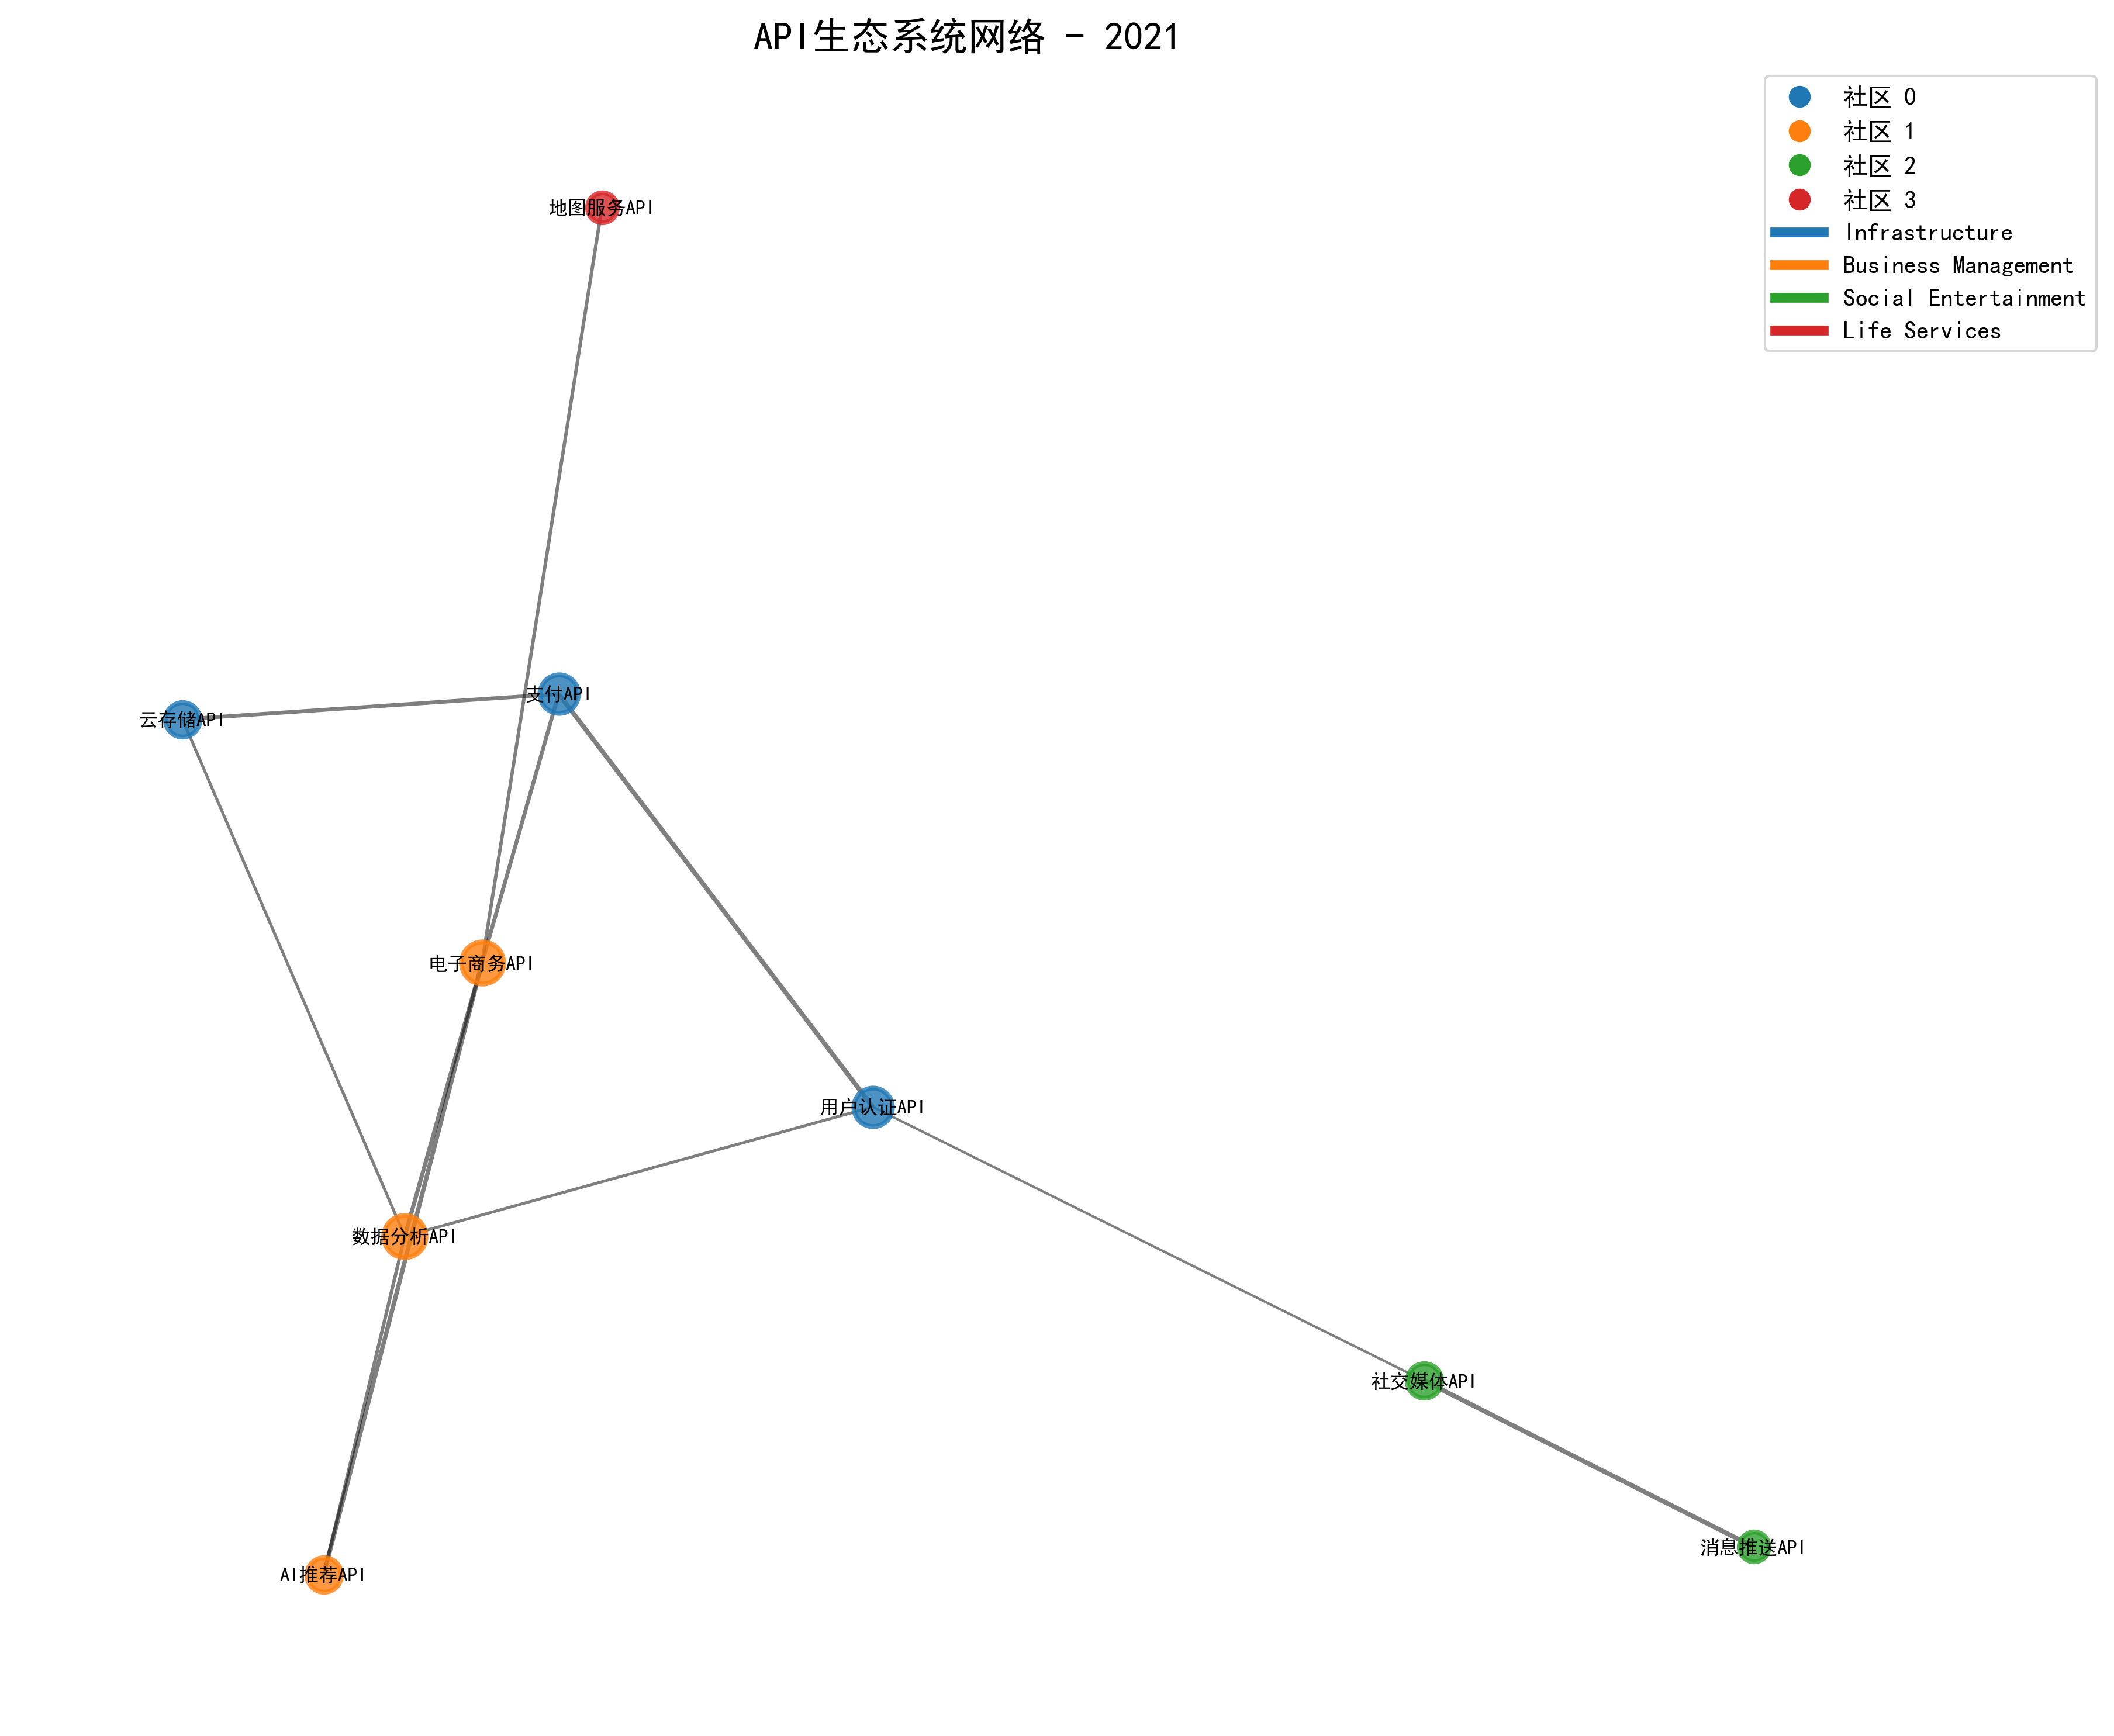 API生态系统网络 - 2021
社区 0
社区 1
社区 2
社区 3
Infrastructure
Business Management
Social Entertainment
Life Services
地图服务API
支付API
云存储API
电子商务API
用户认证API
数据分析API
社交媒体API
消息推送API
AI推荐API